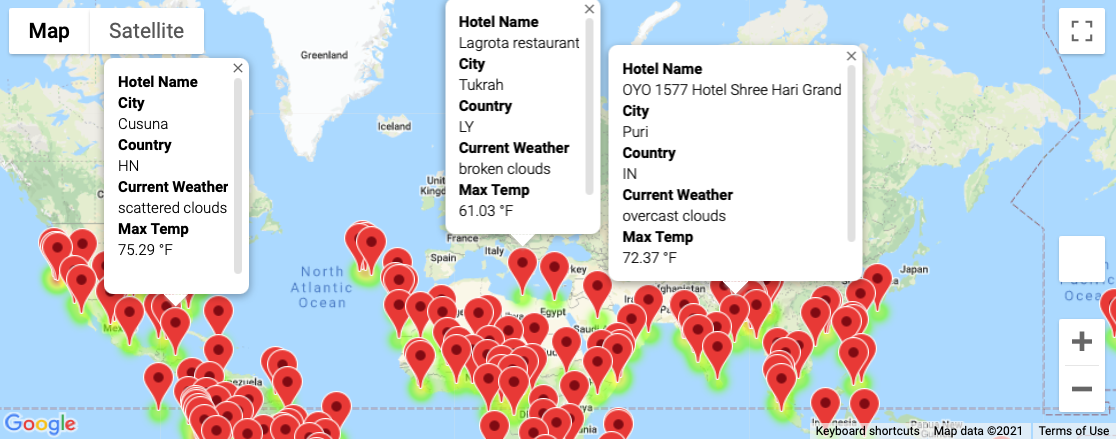 Map
Satellite
Hotel Name
City
Cusuna
Country
HN
Current Weather
scattered clouds
Max Temp
75.29 °F
Hotel Name
Lagrota restaurant
City
Tukrah
Country
LY
Current Weather
broken clouds
Max Temp
61.03 °F
Hotel Name
OYO 1577 Hotel Shree Hari Grand
City
Puri
Country
IN
Current Weather
overcast clouds
Max Temp
72.37 °F
Greenland
Iceland
France
Italy
Spain
Japan
North
Atlantic
Ocean
Egypt
Google
Keyboard shortcuts
Map data ©2021
Terms of Use